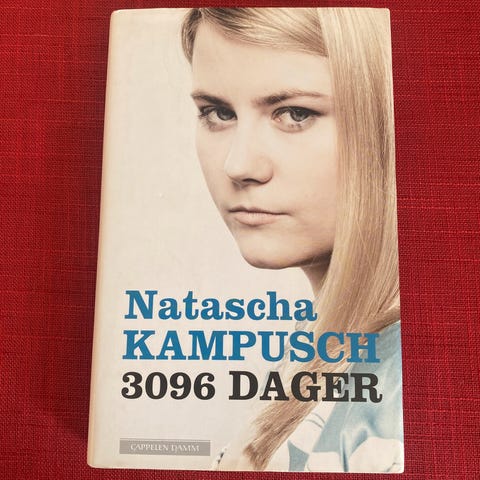 Natascha
KAMPUSCH
3096 DAGER
CAPPELEN DAMM